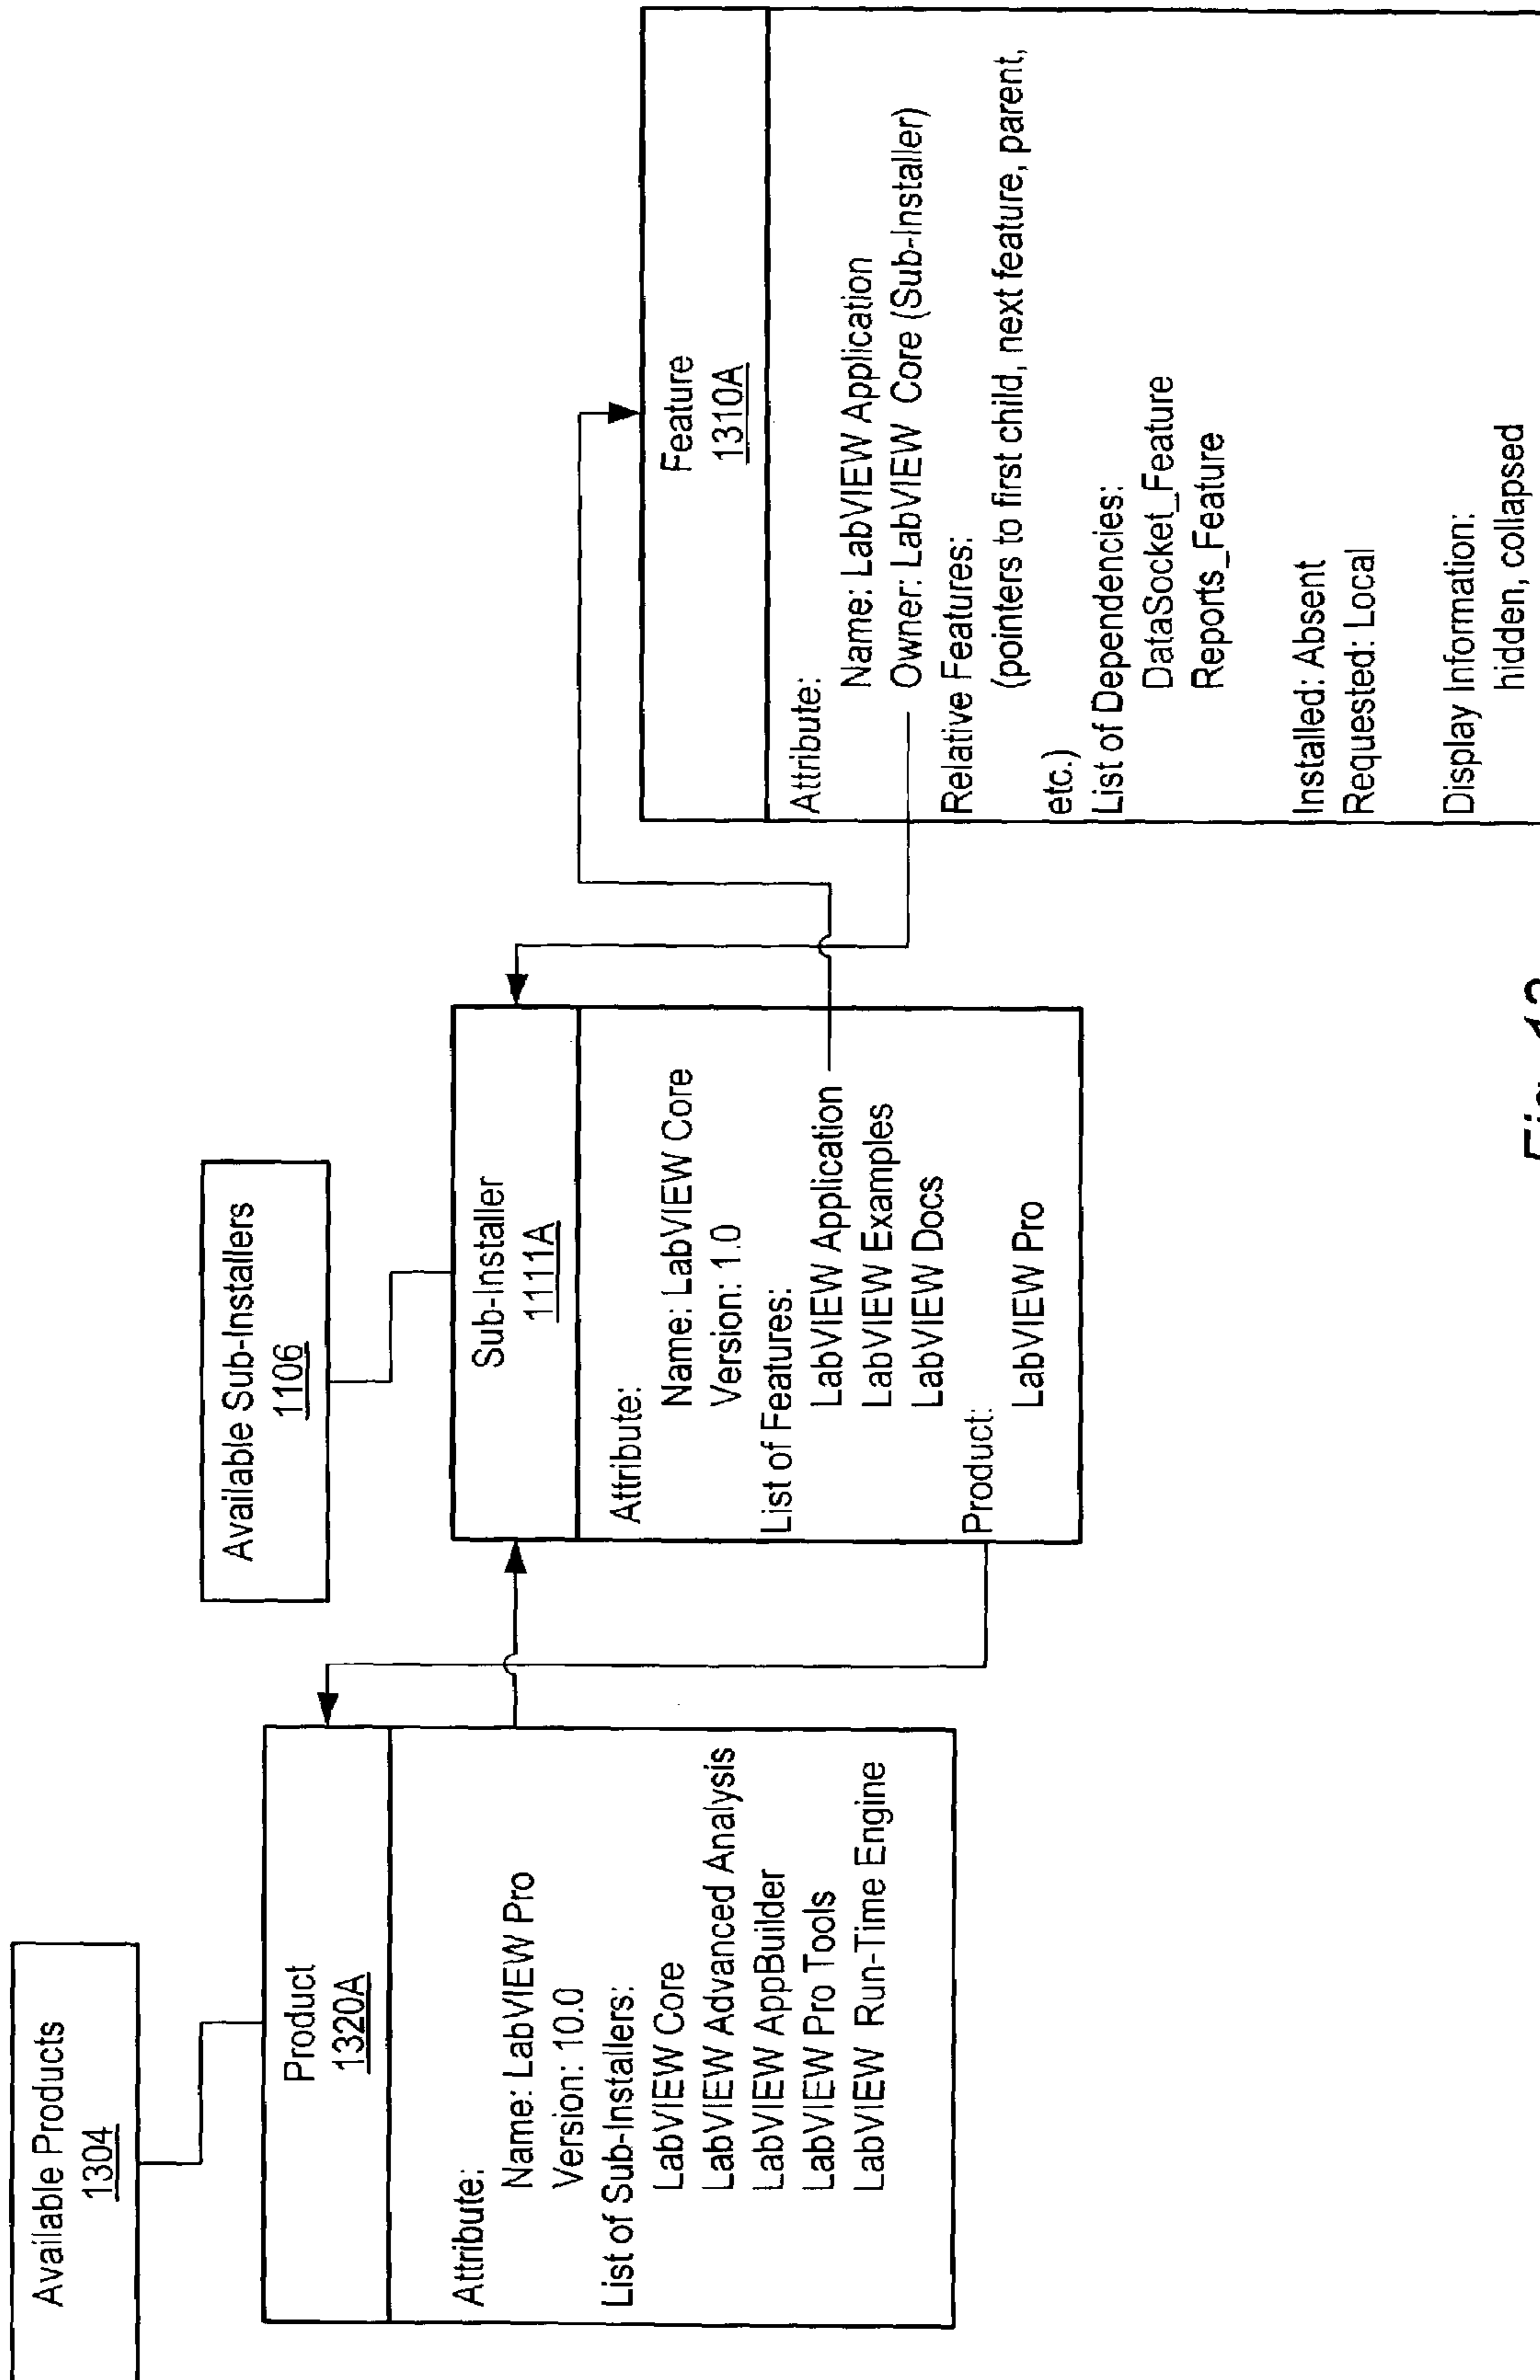 Available Products
1304
Product
1320A
Attribute:
Name: LabVIEW Pro
Version: 10.0
List of Sub-Installers:
LabVIEW Core
LabVIEW Advanced Analysis
LabVIEW AppBuilder
LabVIEW Pro Tools
LabVIEW Run-Time Engine
Available Sub-Installers
1106
Sub-Installer
1111A
Attribute:
Name: LabVIEW Core
Version: 1.0
List of Features:
LabVIEW Application
LabVIEW Examples
LabVIEW Docs
Product:
LabVIEW Pro
Feature
1310A
Attribute:
Name: LabVIEW Application
Owner: LabVIEW Core (Sub-Installer)
Relative Features:
(pointers to first child, next feature, parent,
etc.)
List of Dependencies:
DataSocket_Feature
Reports_Feature
Installed: Absent
Requested: Local
Display Information:
hidden, collapsed